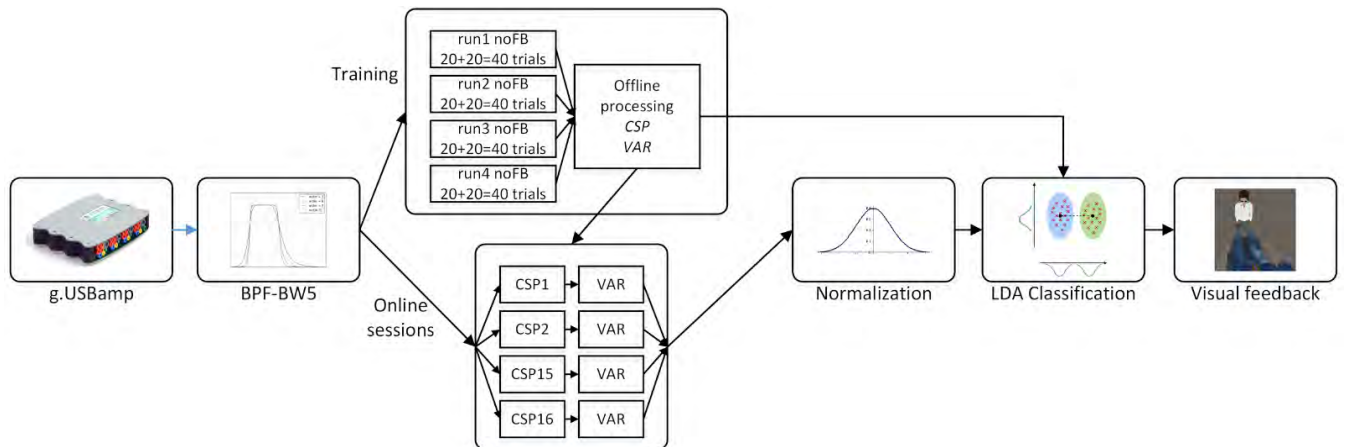 Training
run1 noFB
20+20=40 trials
run2 noFB
20+20=40 trials
run3 noFB
20+20=40 trials
run4 noFB
20+20=40 trials
Offline
processing
CSP
VAR
g.USBamp
BPF-BW5
Online
sessions
CSP1
VAR
CSP2
VAR
CSP15
VAR
CSP16
VAR
Normalization
LDA Classification
Visual feedback